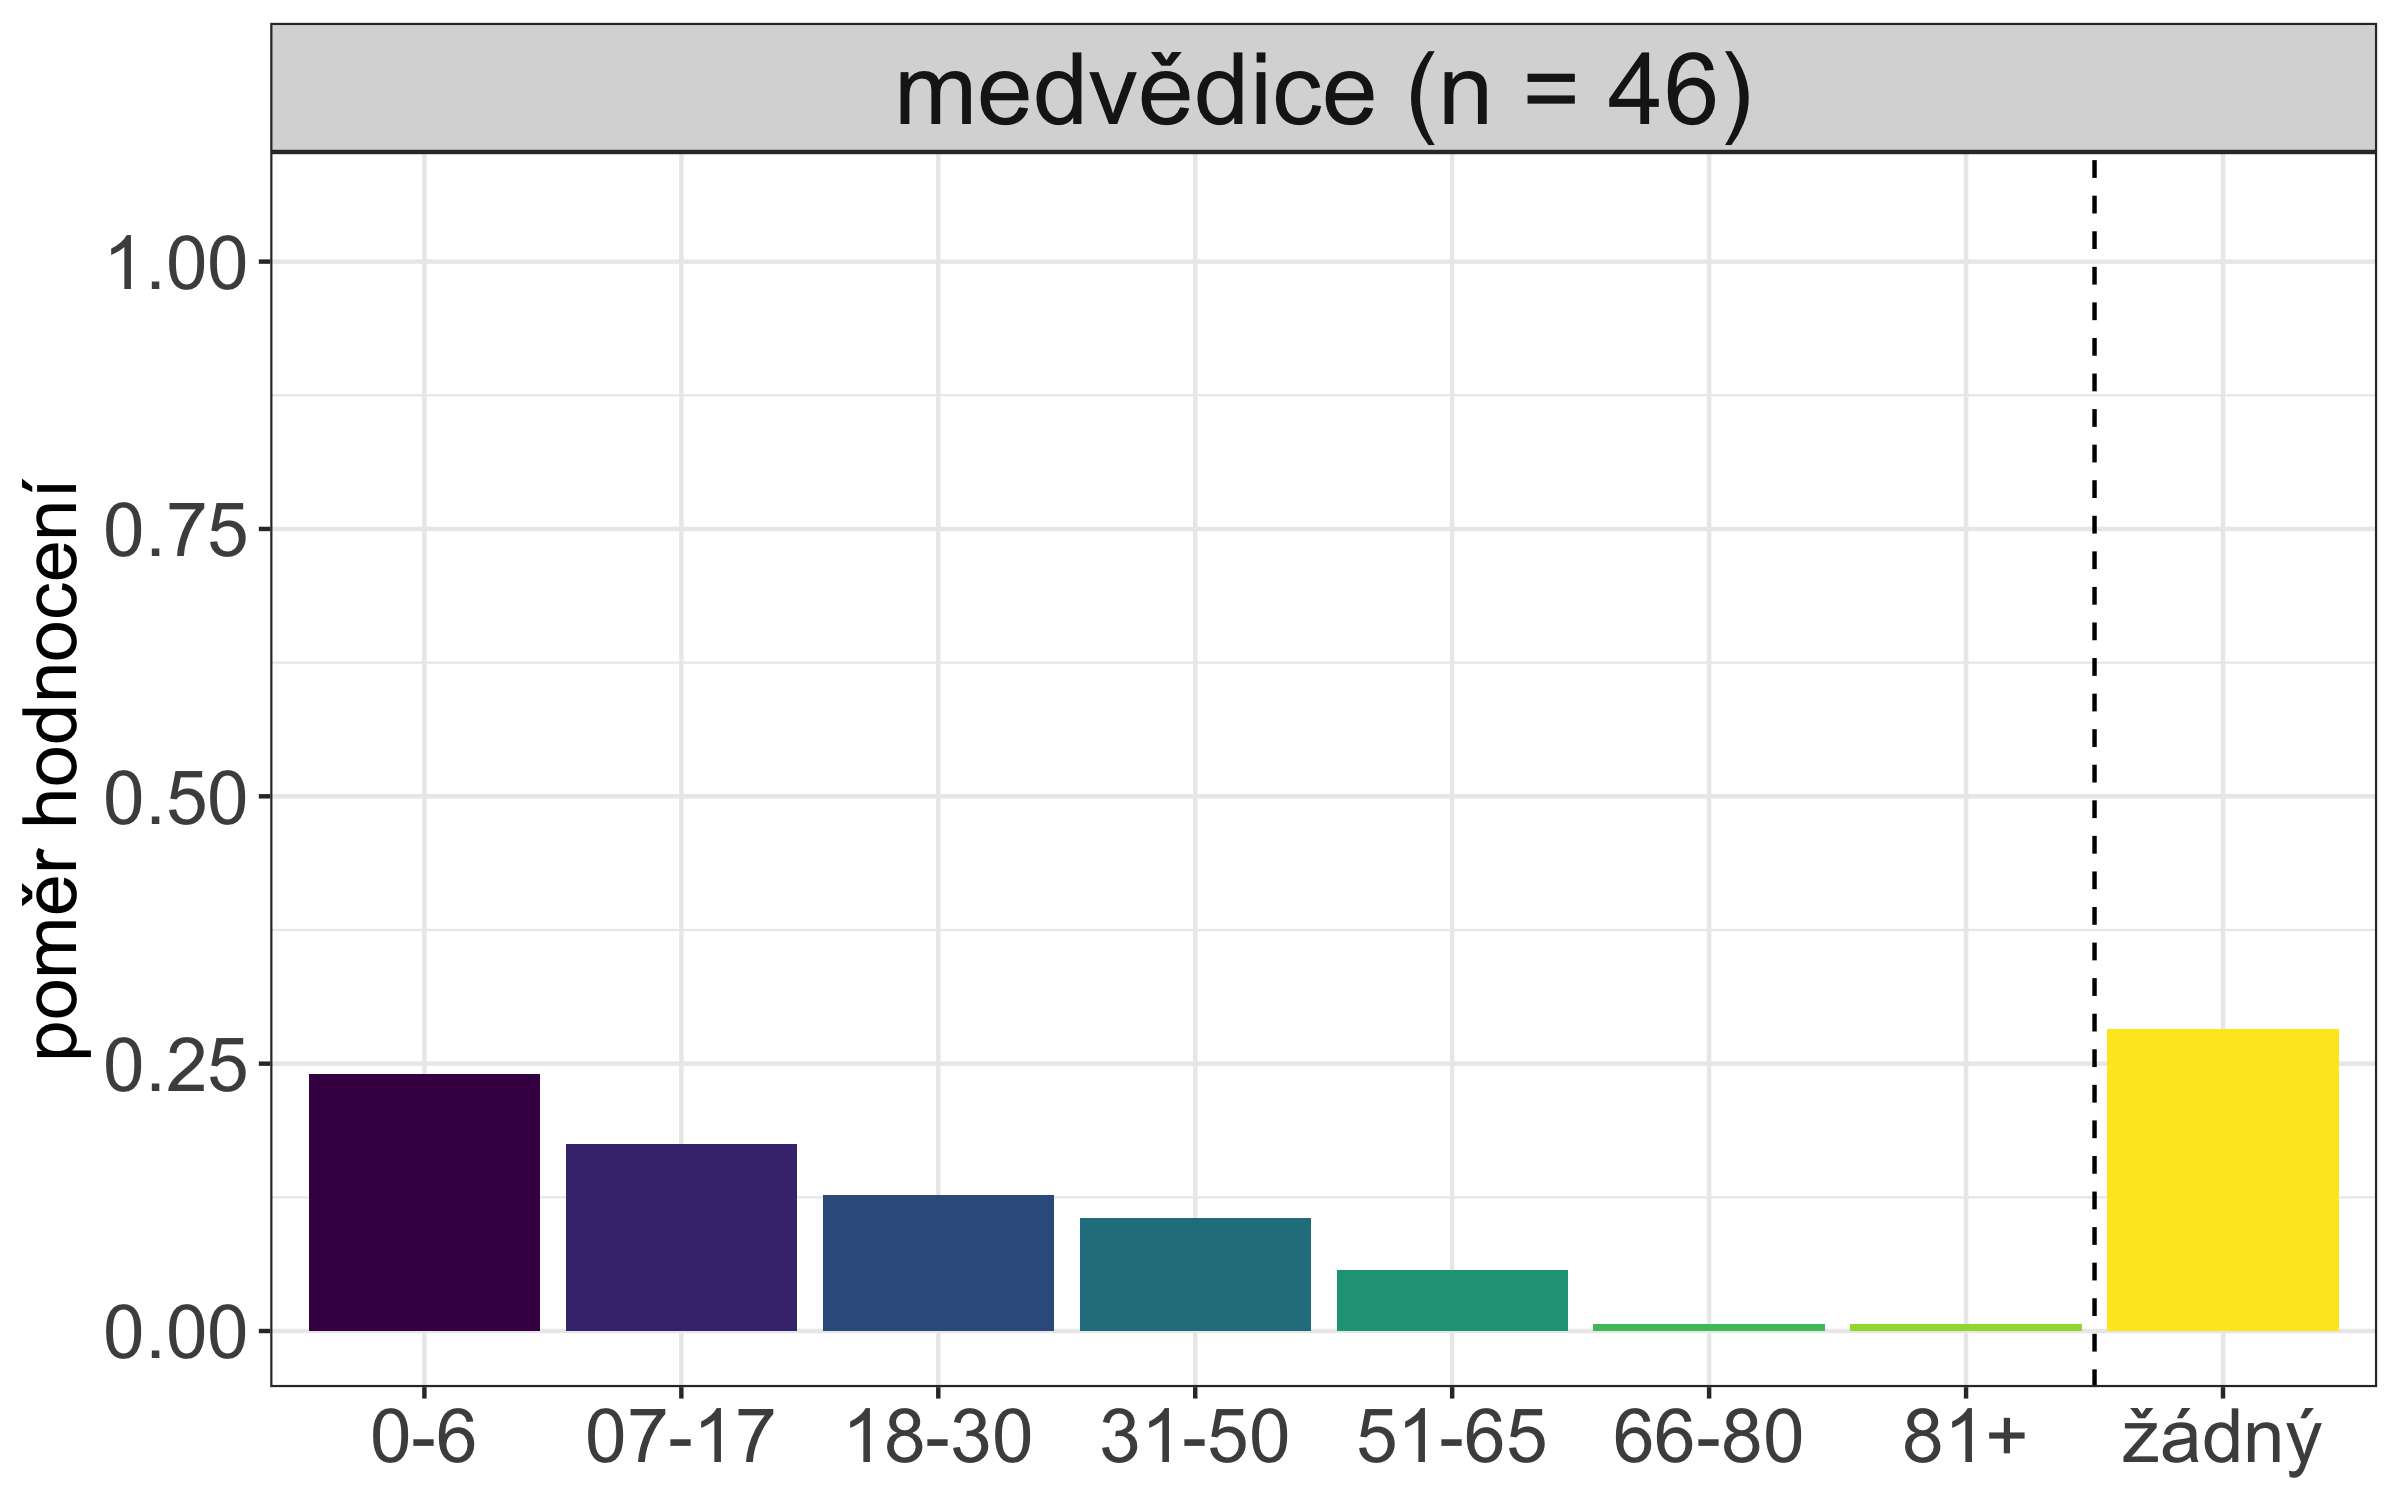 medvědice (n = 46)
poměr hodnocení
1.00
0.75
0.50
0.25
0.00
0-6 07-17 18-30 31-50 51-65 66-80 81+ žádný